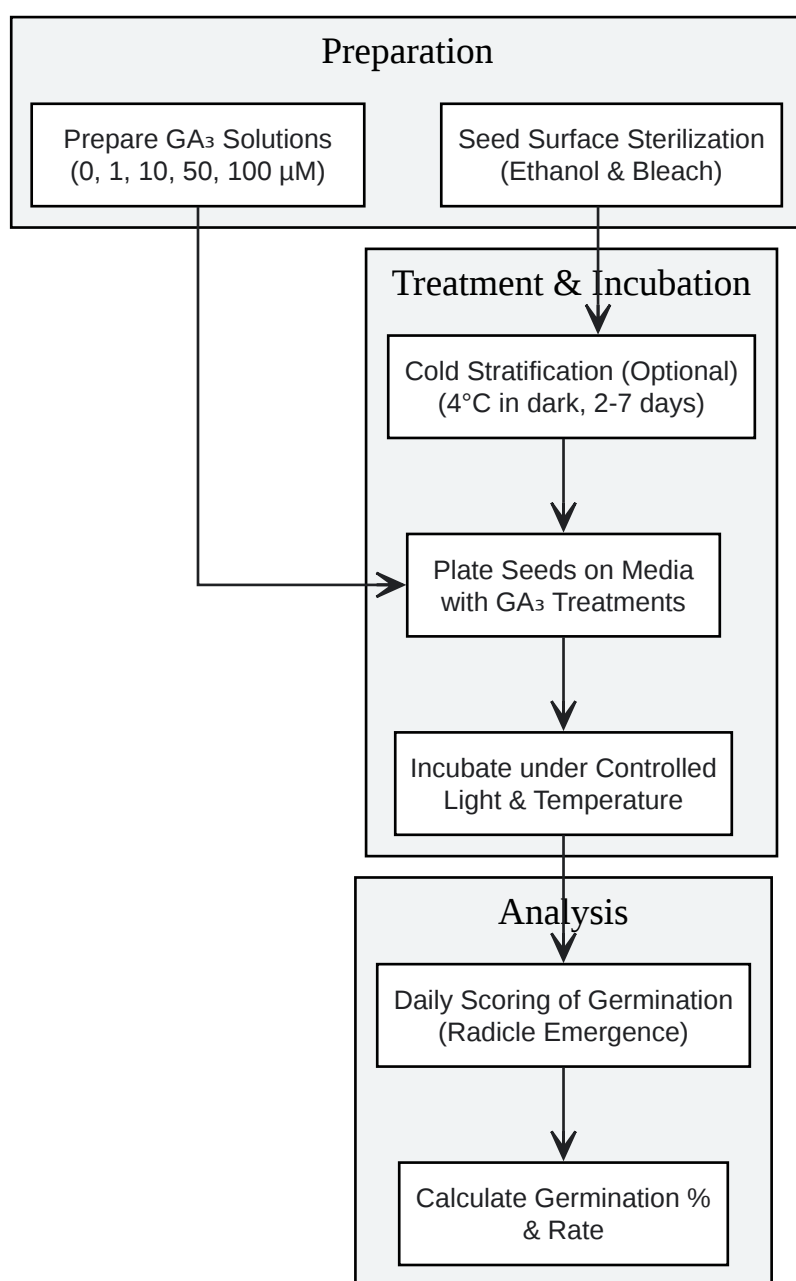 Preparation
Prepare GA₃ Solutions
(0, 1, 10, 50, 100 µM)
Seed Surface Sterilization
(Ethanol & Bleach)
Treatment & Incubation
Cold Stratification (Optional)
(4°C in dark, 2-7 days)
Plate Seeds on Media
with GA₃ Treatments
Incubate under Controlled
Light & Temperature
Analysis
Daily Scoring of Germination
(Radicle Emergence)
Calculate Germination %
& Rate